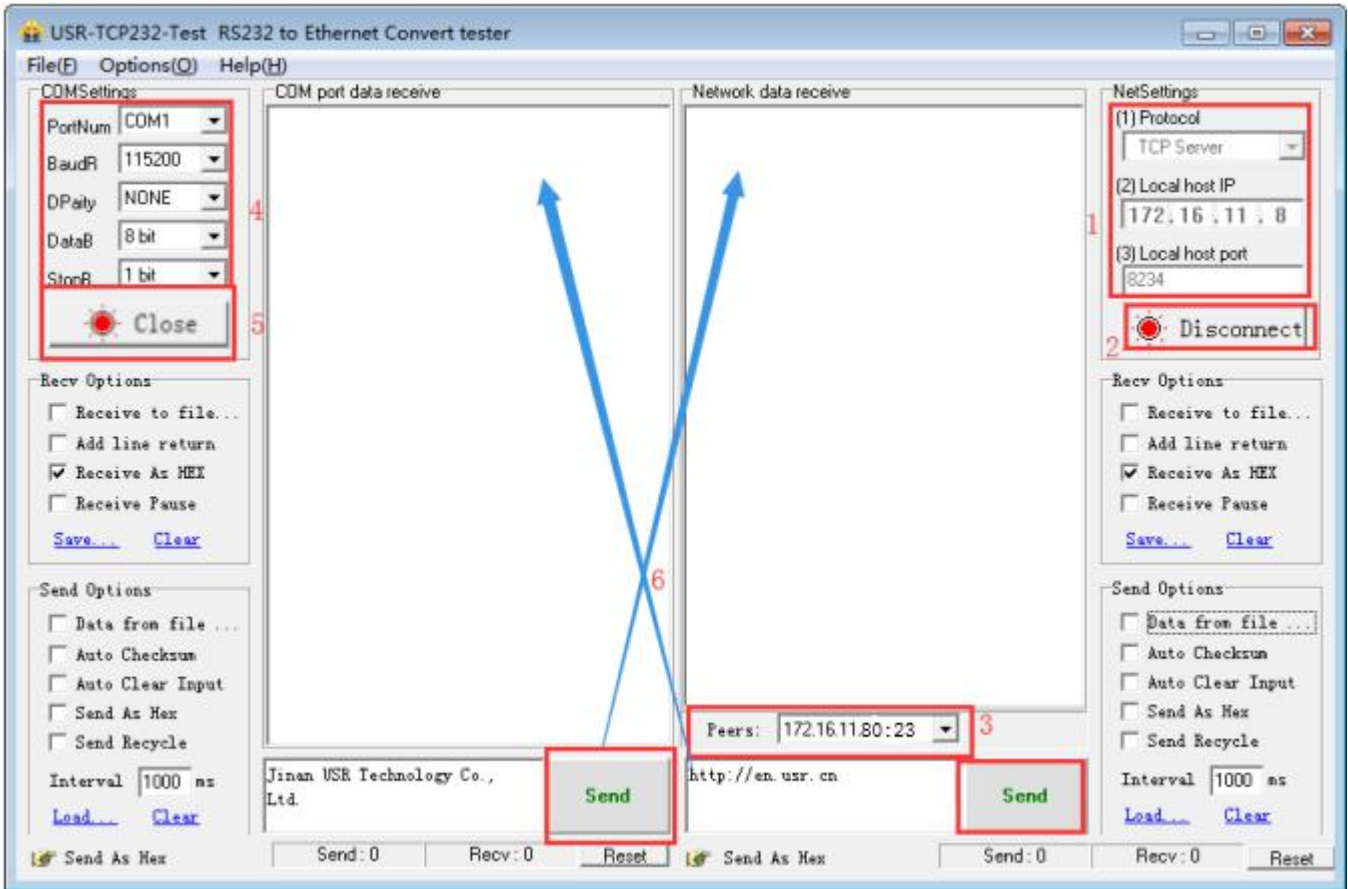 USR-TCP232-Test RS232 to Ethernet Convert tester
File(F) Options(O) Help(H)
COMSettings
PortNum COM1
BaudR 115200
DPaity NONE
DataB 8 bit
StopB 1 bit
4
Close
5
Recv Options
Receive to file...
Add line return
Receive As HEX
Receive Pause
Save... Clear
Send Options
Data from file ...
Auto Checksum
Auto Clear Input
Send As Hex
Send Recycle
Interval 1000 ms
Load... Clear
COM port data receive
6
Jinan USR Technology Co.,
Ltd.
Send
Network data receive
Peers: 172.16.11.80:23
3
http://en.usr.cn
Send
NetSettings
(1) Protocol
TCP Server
(2) Local host IP
172.16.11.8
1
(3) Local host port
8234
Disconnect
2
Recv Options
Receive to file...
Add line return
Receive As HEX
Receive Pause
Save... Clear
Send Options
Data from file ...
Auto Checksum
Auto Clear Input
Send As Hex
Send Recycle
Interval 1000 ms
Load... Clear
Send As Hex Send: 0 Recv: 0 Reset Send As Hex Send: 0 Recv: 0 Reset